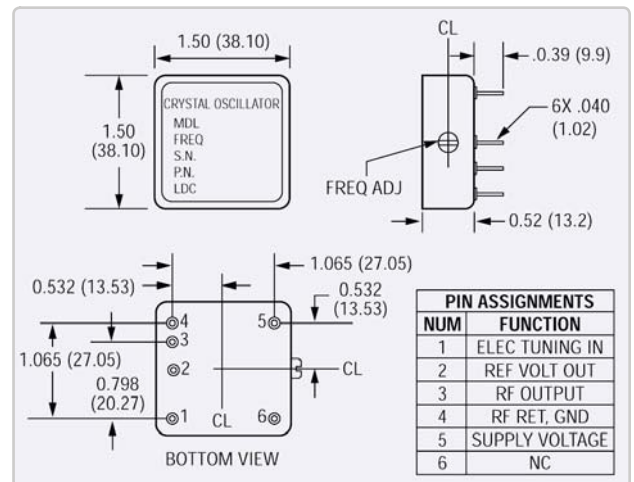 1.50 (38.10)
CRYSTAL OSCILLATOR
MDL
FREQ
S.N.
P.N.
LDC
1.50
(38.10)
CL
.39 (9.9)
6X .040
(1.02)
FREQ ADJ
0.52 (13.2)
1.065 (27.05)
0.532 (13.53)
0.532
(13.53)
4
5
3
1.065 (27.05)
2
CL
0.798
(20.27)
1
CL
6
BOTTOM VIEW
PIN ASSIGNMENTS
NUM FUNCTION
1 ELEC TUNING IN
2 REF VOLT OUT
3 RF OUTPUT
4 RF RET, GND
5 SUPPLY VOLTAGE
6 NC